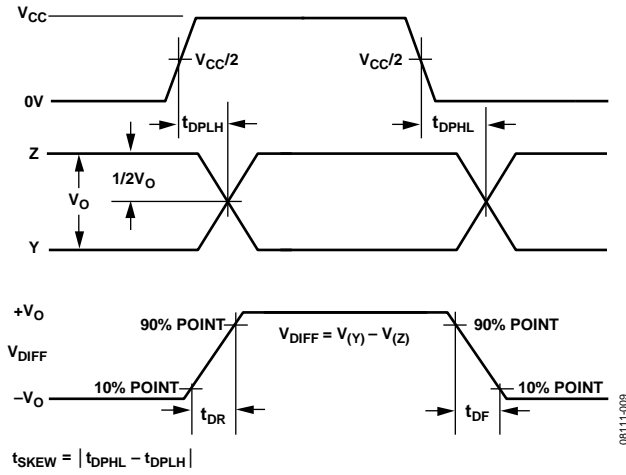 VCC
VCC/2 VCC/2
0V
tDPLH tDPHL
Z
1/2VO
VO
Y
+VO
90% POINT VDIFF = V(Y) – V(Z) 90% POINT
VDIFF
10% POINT 10% POINT
–VO
tDR tDF
tSKEW = |tDPHL – tDPLH|
08111-009